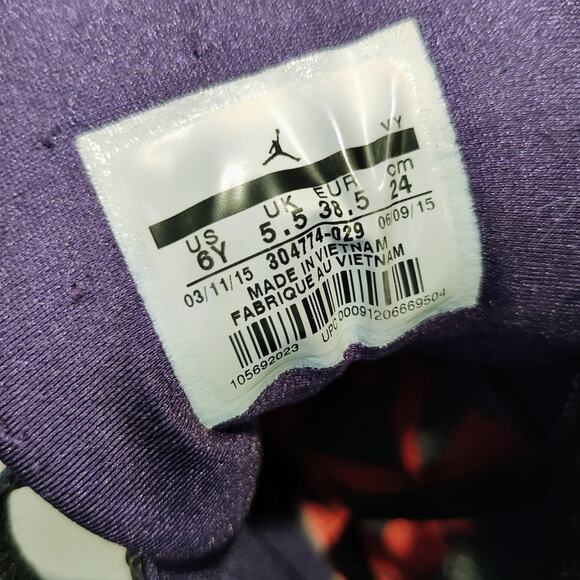 VY
US UK EUR cm
6Y 5.5 38.5 24
03/11/15 304774-029 06/09/15
MADE IN VIETNAM
FABRIQUE AU VIETNAM
105692023 UPC 00091206669504